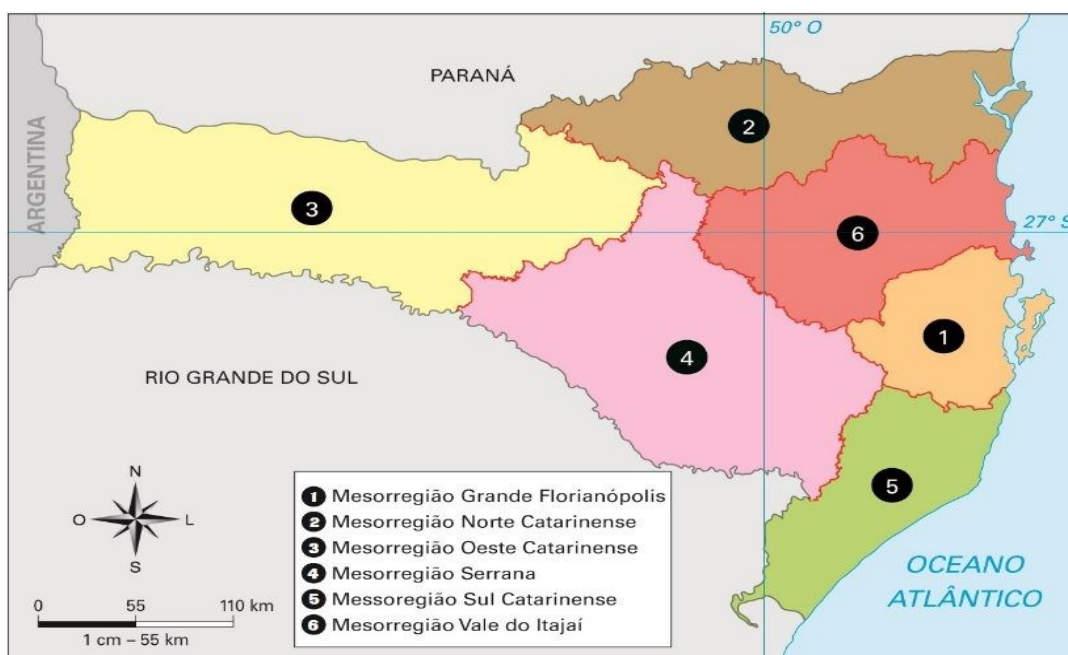 50° O
PARANÁ
ARGENTINA
2
3
6
27° S
1
4
RIO GRANDE DO SUL
5
N
O
L
S
OCEANO
ATLÂNTICO
0 55 110 km
1 cm – 55 km
1 Mesorregião Grande Florianópolis
2 Mesorregião Norte Catarinense
3 Mesorregião Oeste Catarinense
4 Mesorregião Serrana
5 Messoregião Sul Catarinense
6 Mesorregião Vale do Itajaí